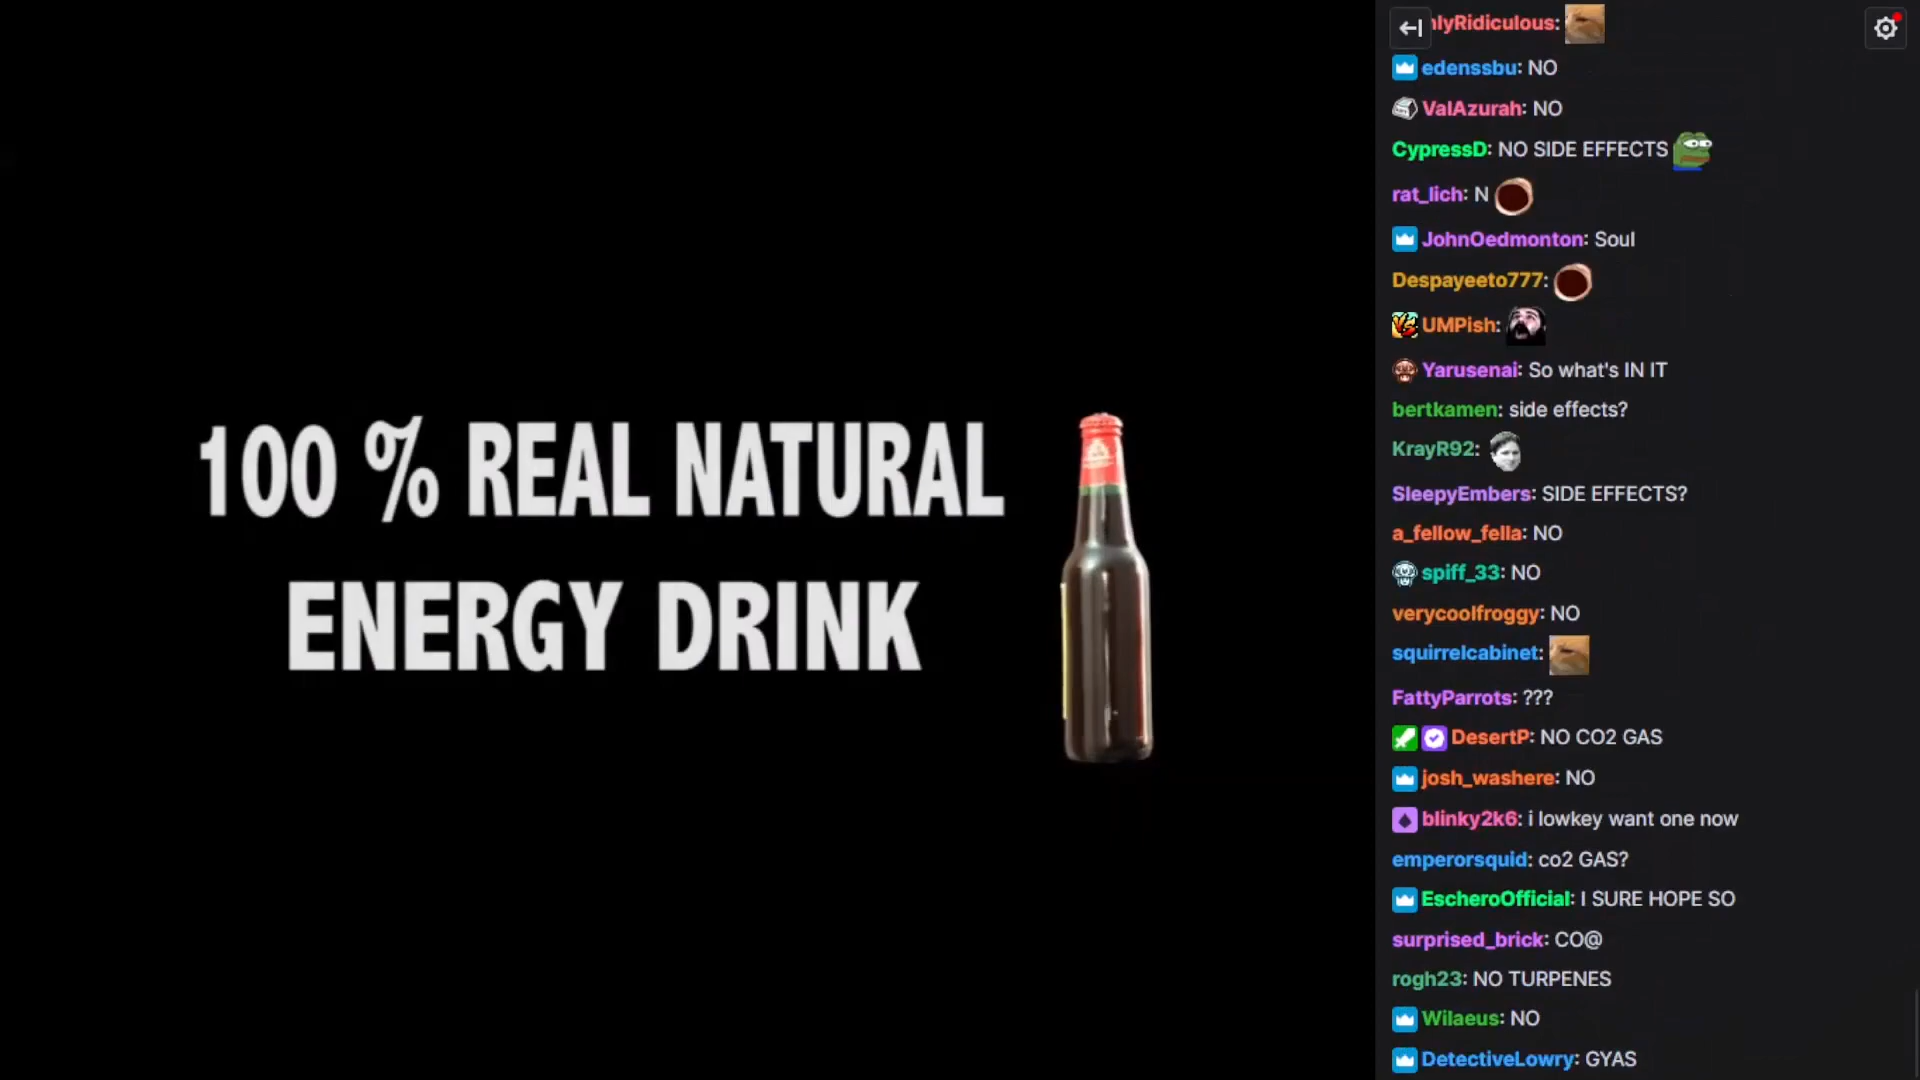 100 % REAL NATURAL
ENERGY DRINK
nlyRidiculous:
edenssbu: NO
ValAzurah: NO
CypressD: NO SIDE EFFECTS
rat_lich: N
JohnOedmonton: Soul
Despayeeto777:
UMPish:
Yarusenai: So what's IN IT
bertkamen: side effects?
KrayR92:
SleepyEmbers: SIDE EFFECTS?
a_fellow_fella: NO
spiff_33: NO
verycoolfroggy: NO
squirrelcabinet:
FattyParrots: ???
DesertP: NO CO2 GAS
josh_washere: NO
blinky2k6: i lowkey want one now
emperorsquid: co2 GAS?
EscheroOfficial: I SURE HOPE SO
surprised_brick: CO@
rogh23: NO TURPENES
Wilaeus: NO
DetectiveLowry: GYAS